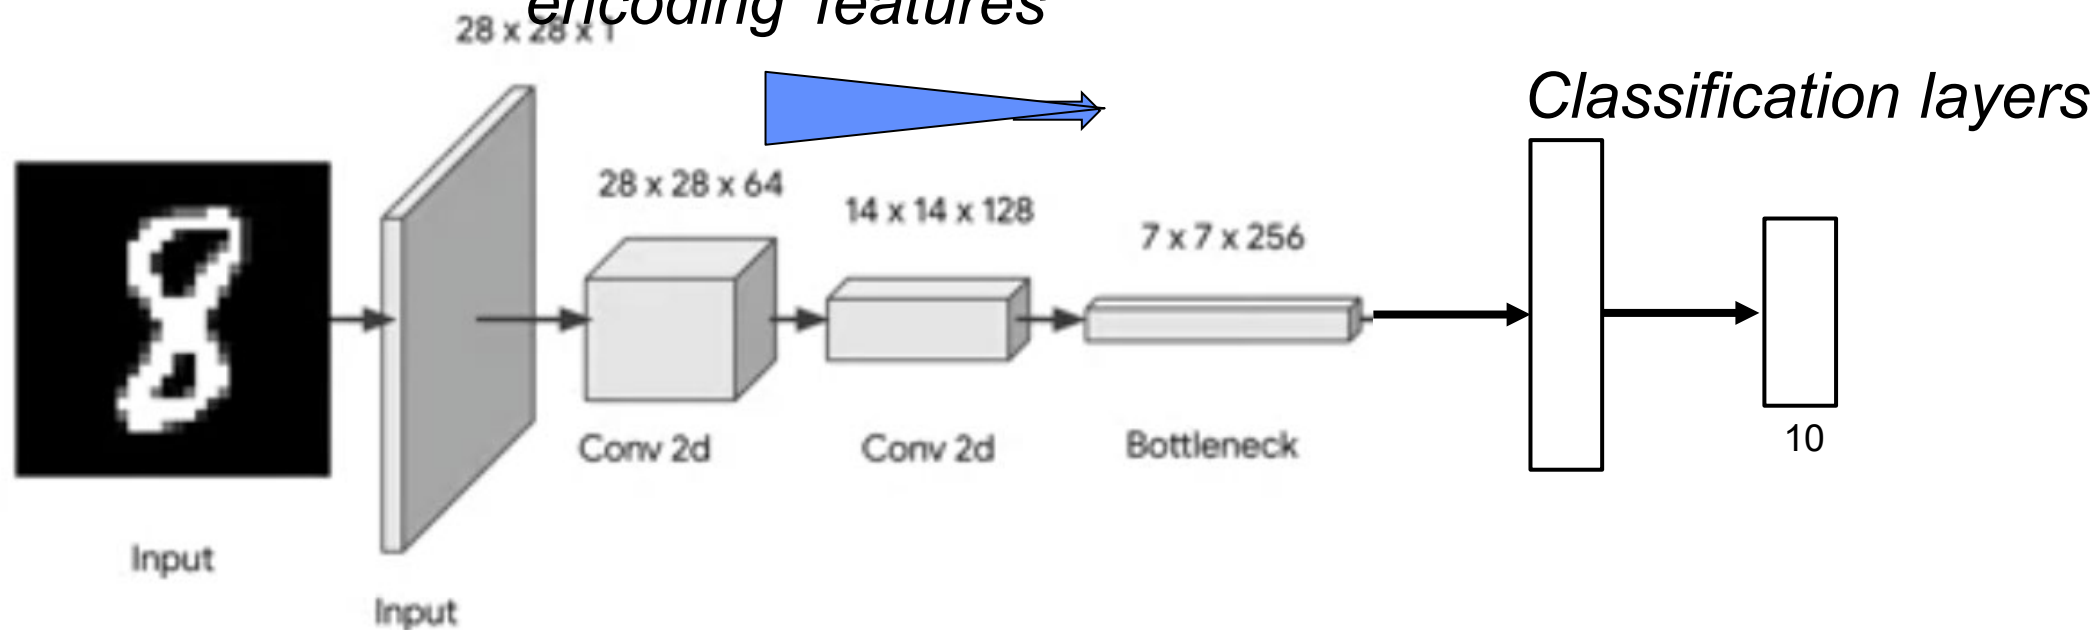 encoding features
28 x 28 x 1
Classification layers
28 x 28 x 64
14 x 14 x 128
7 x 7 x 256
10
Conv 2d
Conv 2d
Bottleneck
Input
Input